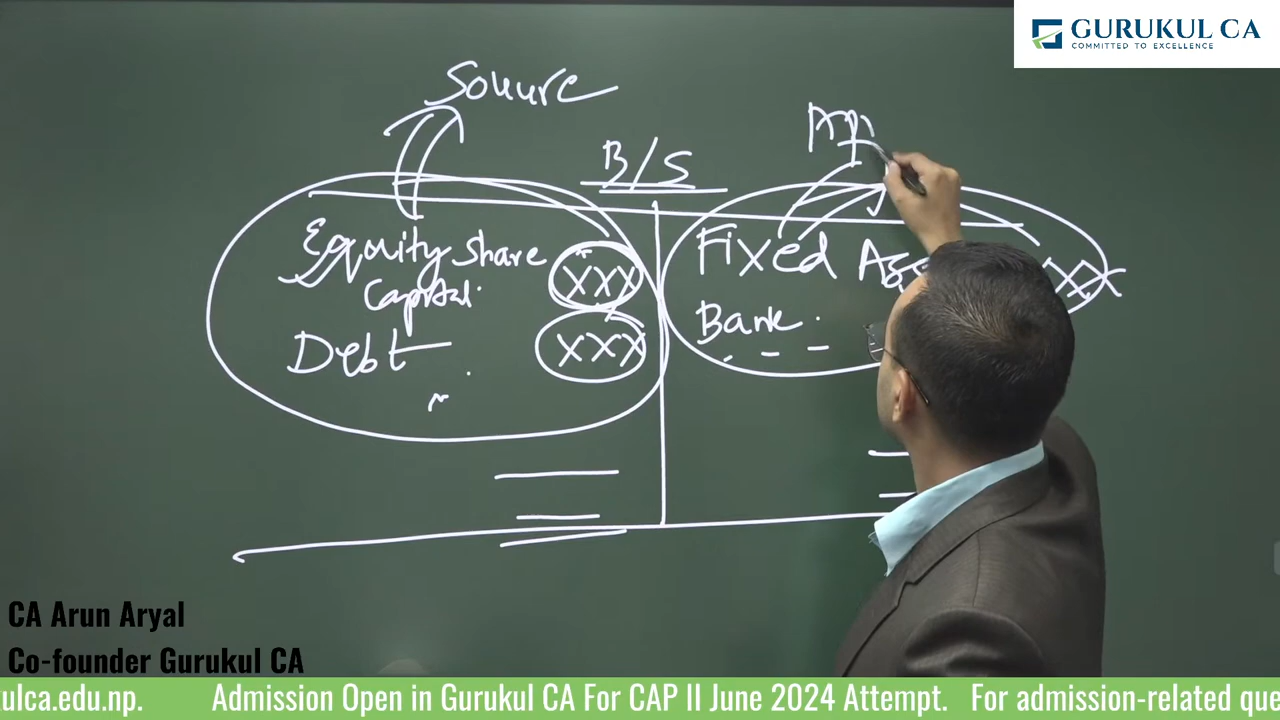 GURUKUL CA
COMMITTED TO EXCELLENCE
Source
App
B/S
Equity Share XXX
Capital
Debt XXX
Fixed
Bank
CA Arun Aryal
Co-founder Gurukul CA
kulca.edu.np. Admission Open in Gurukul CA For CAP II June 2024 Attempt. For admission-related que